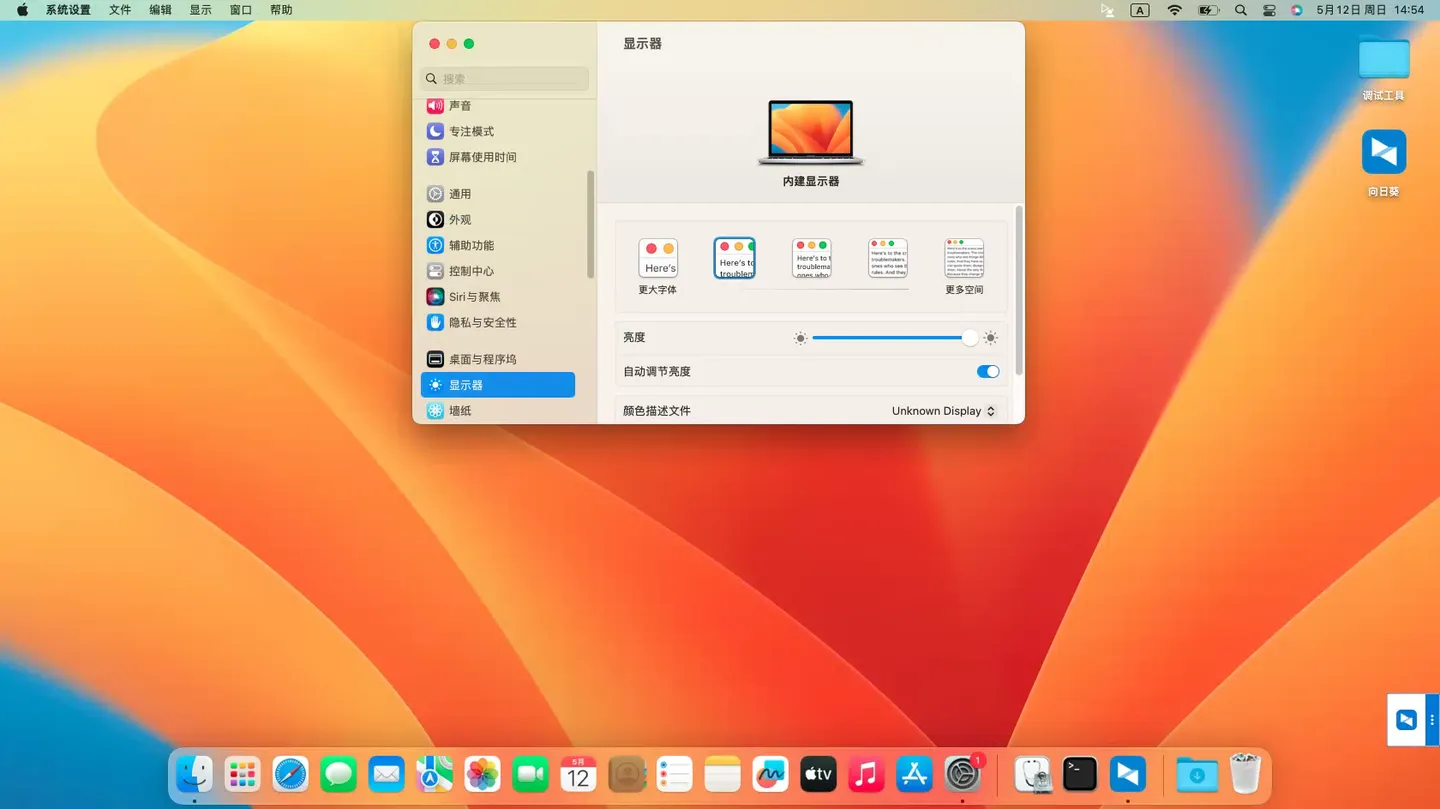 系统设置 文件 编辑 显示 窗口 帮助 A 5月12日 周日 14:54
搜索
声音
专注模式
屏幕使用时间
通用
外观
辅助功能
控制中心
Siri与聚焦
隐私与安全性
桌面与程序坞
显示器
墙纸
显示器
内建显示器
Here's
Here's to
troublem
Here's to t
troublema
ones who
Here's to the cr
troublemakers.
ones who see t
rules. And they
更大字体
更多空间
亮度
自动调节亮度
颜色描述文件 Unknown Display
调试工具
向日葵
5月
12
tv
1
>_